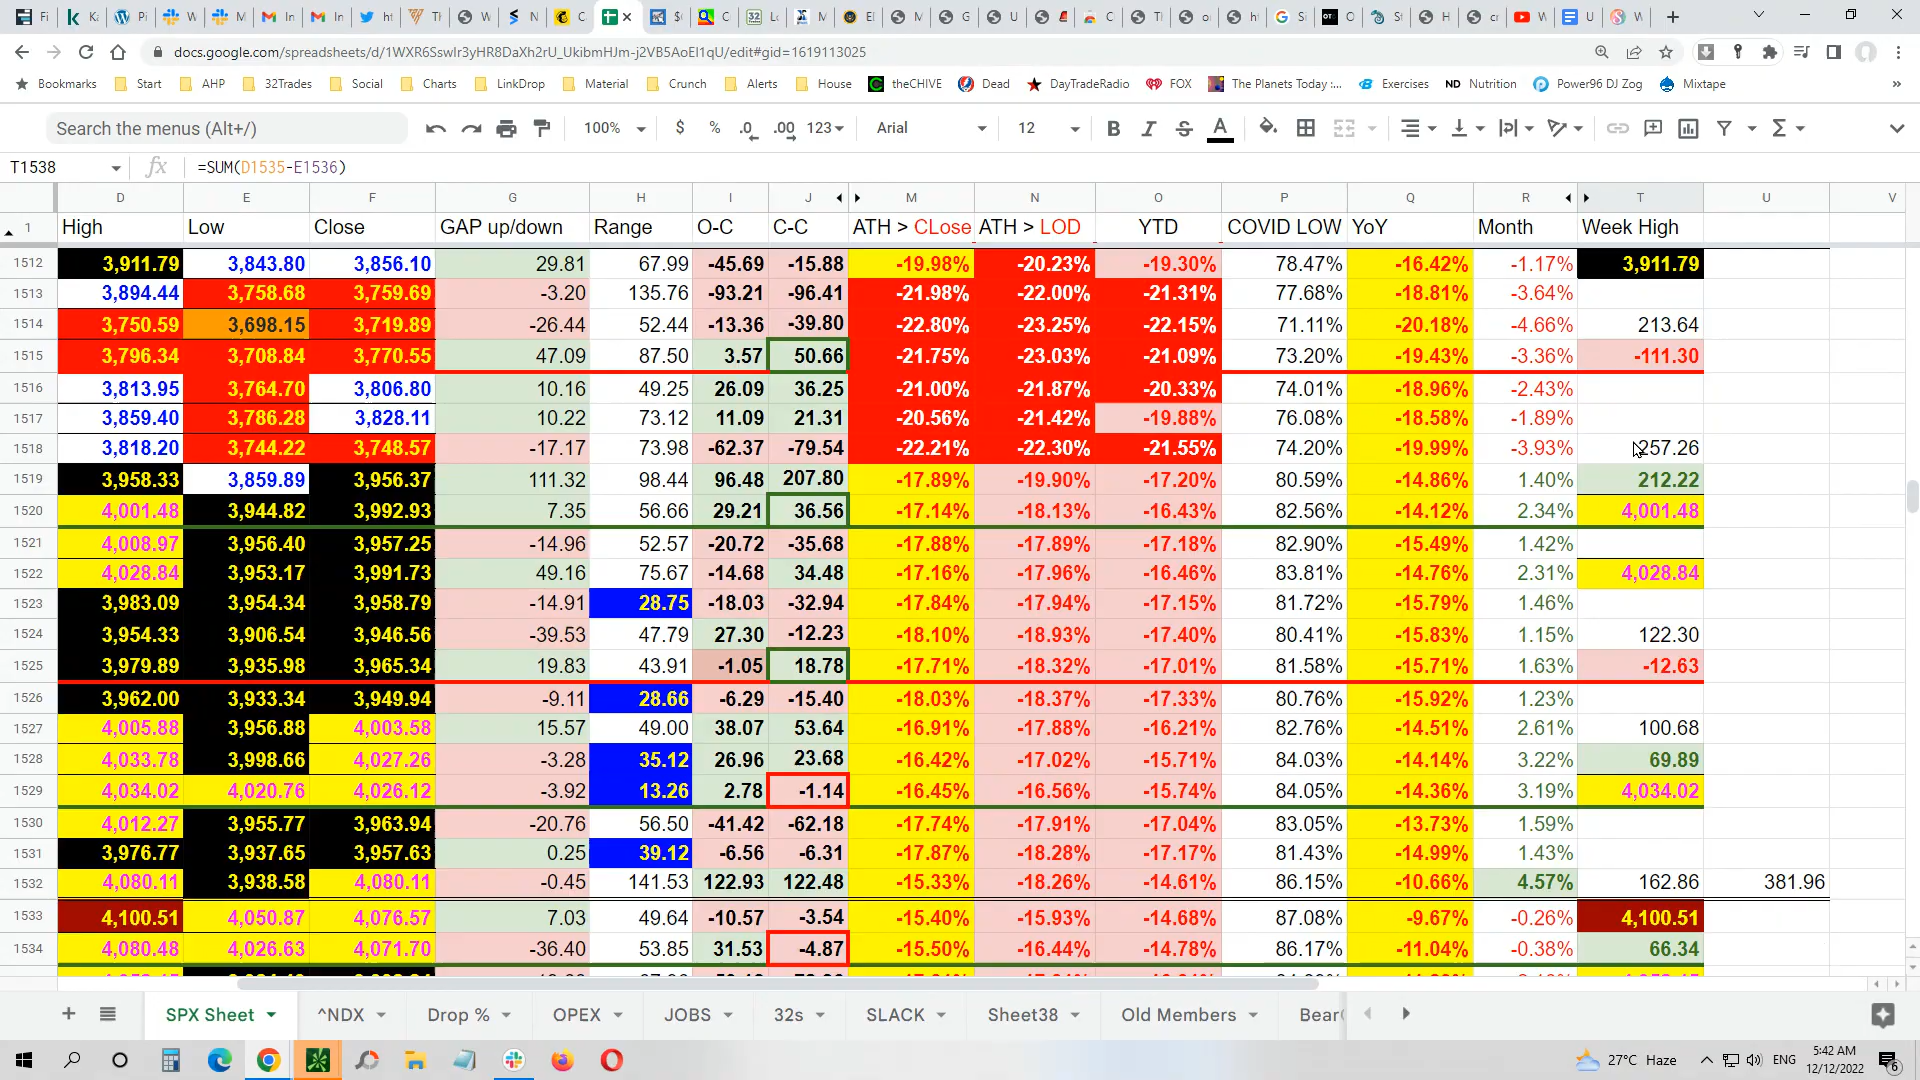 Fi K Pi W M In In ht Th W N C $( C Lo M El M G U a C Tl o h Si O S H c W U W
docs.google.com/spreadsheets/d/1WXR6SswIr3yHR8DaXh2rU_UkibmHJm-j2VB5AoEI1qU/edit#gid=1619113025
Bookmarks Start AHP 32Trades Social Charts LinkDrop Material Crunch Alerts House theCHIVE Dead DayTradeRadio FOX The Planets Today :... Exercises ND Nutrition Power96 DJ Zog Mixtape »
Search the menus (Alt+/) 100% $ % .0 .00 123 Arial 12 B I S A Σ
T1538 fx =SUM(D1535-E1536)
D E F G H I J M N O P Q R T U V
1 High Low Close GAP up/down Range O-C C-C ATH > CLose ATH > LOD YTD COVID LOW YoY Month Week High
1512 3,911.79 3,843.80 3,856.10 29.81 67.99 -45.69 -15.88 -19.98% -20.23% -19.30% 78.47% -16.42% -1.17% 3,911.79
1513 3,894.44 3,758.68 3,759.69 -3.20 135.76 -93.21 -96.41 -21.98% -22.00% -21.31% 77.68% -18.81% -3.64%
1514 3,750.59 3,698.15 3,719.89 -26.44 52.44 -13.36 -39.80 -22.80% -23.25% -22.15% 71.11% -20.18% -4.66% 213.64
1515 3,796.34 3,708.84 3,770.55 47.09 87.50 3.57 50.66 -21.75% -23.03% -21.09% 73.20% -19.43% -3.36% -111.30
1516 3,813.95 3,764.70 3,806.80 10.16 49.25 26.09 36.25 -21.00% -21.87% -20.33% 74.01% -18.96% -2.43%
1517 3,859.40 3,786.28 3,828.11 10.22 73.12 11.09 21.31 -20.56% -21.42% -19.88% 76.08% -18.58% -1.89%
1518 3,818.20 3,744.22 3,748.57 -17.17 73.98 -62.37 -79.54 -22.21% -22.30% -21.55% 74.20% -19.99% -3.93% 257.26
1519 3,958.33 3,859.89 3,956.37 111.32 98.44 96.48 207.80 -17.89% -19.90% -17.20% 80.59% -14.86% 1.40% 212.22
1520 4,001.48 3,944.82 3,992.93 7.35 56.66 29.21 36.56 -17.14% -18.13% -16.43% 82.56% -14.12% 2.34% 4,001.48
1521 4,008.97 3,956.40 3,957.25 -14.96 52.57 -20.72 -35.68 -17.88% -17.89% -17.18% 82.90% -15.49% 1.42%
1522 4,028.84 3,953.17 3,991.73 49.16 75.67 -14.68 34.48 -17.16% -17.96% -16.46% 83.81% -14.76% 2.31% 4,028.84
1523 3,983.09 3,954.34 3,958.79 -14.91 28.75 -18.03 -32.94 -17.84% -17.94% -17.15% 81.72% -15.79% 1.46%
1524 3,954.33 3,906.54 3,946.56 -39.53 47.79 27.30 -12.23 -18.10% -18.93% -17.40% 80.41% -15.83% 1.15% 122.30
1525 3,979.89 3,935.98 3,965.34 19.83 43.91 -1.05 18.78 -17.71% -18.32% -17.01% 81.58% -15.71% 1.63% -12.63
1526 3,962.00 3,933.34 3,949.94 -9.11 28.66 -6.29 -15.40 -18.03% -18.37% -17.33% 80.76% -15.92% 1.23%
1527 4,005.88 3,956.88 4,003.58 15.57 49.00 38.07 53.64 -16.91% -17.88% -16.21% 82.76% -14.51% 2.61% 100.68
1528 4,033.78 3,998.66 4,027.26 -3.28 35.12 26.96 23.68 -16.42% -17.02% -15.71% 84.03% -14.14% 3.22% 69.89
1529 4,034.02 4,020.76 4,026.12 -3.92 13.26 2.78 -1.14 -16.45% -16.56% -15.74% 84.05% -14.36% 3.19% 4,034.02
1530 4,012.27 3,955.77 3,963.94 -20.76 56.50 -41.42 -62.18 -17.74% -17.91% -17.04% 83.05% -13.73% 1.59%
1531 3,976.77 3,937.65 3,957.63 0.25 39.12 -6.56 -6.31 -17.87% -18.28% -17.17% 81.43% -14.99% 1.43%
1532 4,080.11 3,938.58 4,080.11 -0.45 141.53 122.93 122.48 -15.33% -18.26% -14.61% 86.15% -10.66% 4.57% 162.86 381.96
1533 4,100.51 4,050.87 4,076.57 7.03 49.64 -10.57 -3.54 -15.40% -15.93% -14.68% 87.08% -9.67% -0.26% 4,100.51
1534 4,080.48 4,026.63 4,071.70 -36.40 53.85 31.53 -4.87 -15.50% -16.44% -14.78% 86.17% -11.04% -0.38% 66.34
SPX Sheet ^NDX Drop % OPEX JOBS 32s SLACK Sheet38 Old Members Bear
27°C Haze ENG 5:42 AM
12/12/2022 6